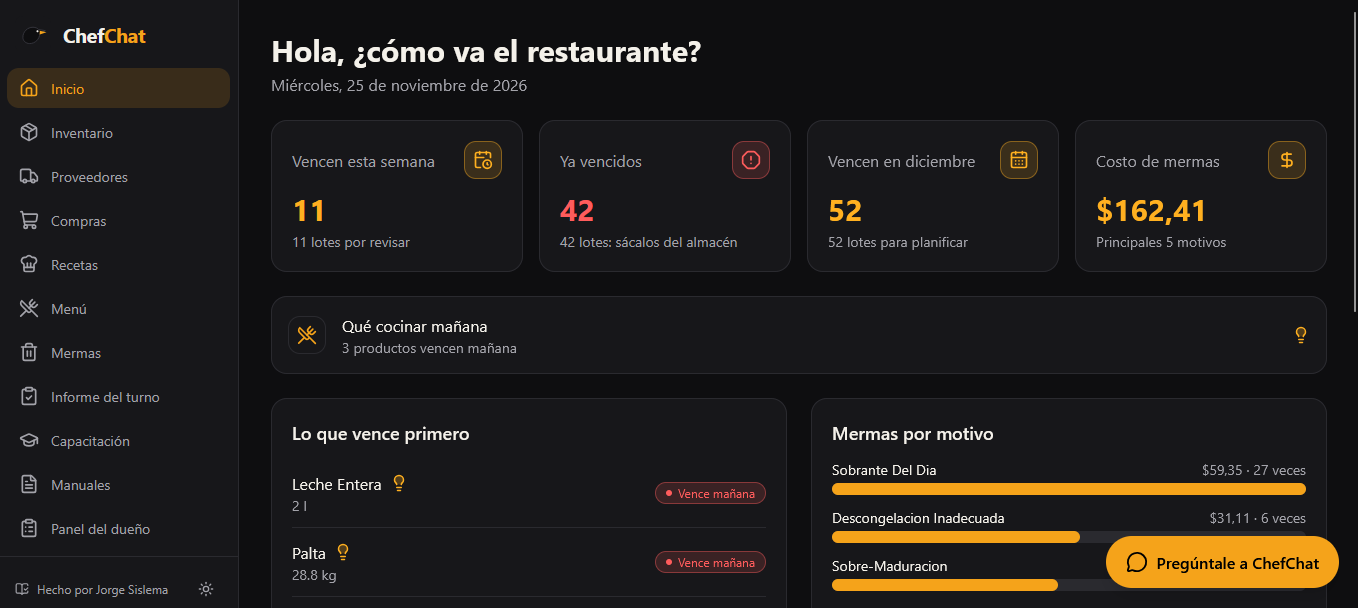 ChefChat
Inicio
Inventario
Proveedores
Compras
Recetas
Menú
Mermas
Informe del turno
Capacitación
Manuales
Panel del dueño
Hecho por Jorge Sislema
Hola, ¿cómo va el restaurante?
Miércoles, 25 de noviembre de 2026
Vencen esta semana
11
11 lotes por revisar
Ya vencidos
42
42 lotes: sácalos del almacén
Vencen en diciembre
52
52 lotes para planificar
Costo de mermas
$162,41
Principales 5 motivos
Qué cocinar mañana
3 productos vencen mañana
Lo que vence primero
Leche Entera
2 l
Vence mañana
Palta
28.8 kg
Vence mañana
Mermas por motivo
Sobrante Del Dia
$59,35 · 27 veces
Descongelacion Inadecuada
$31,11 · 6 veces
Sobre-Maduracion
Pregúntale a ChefChat